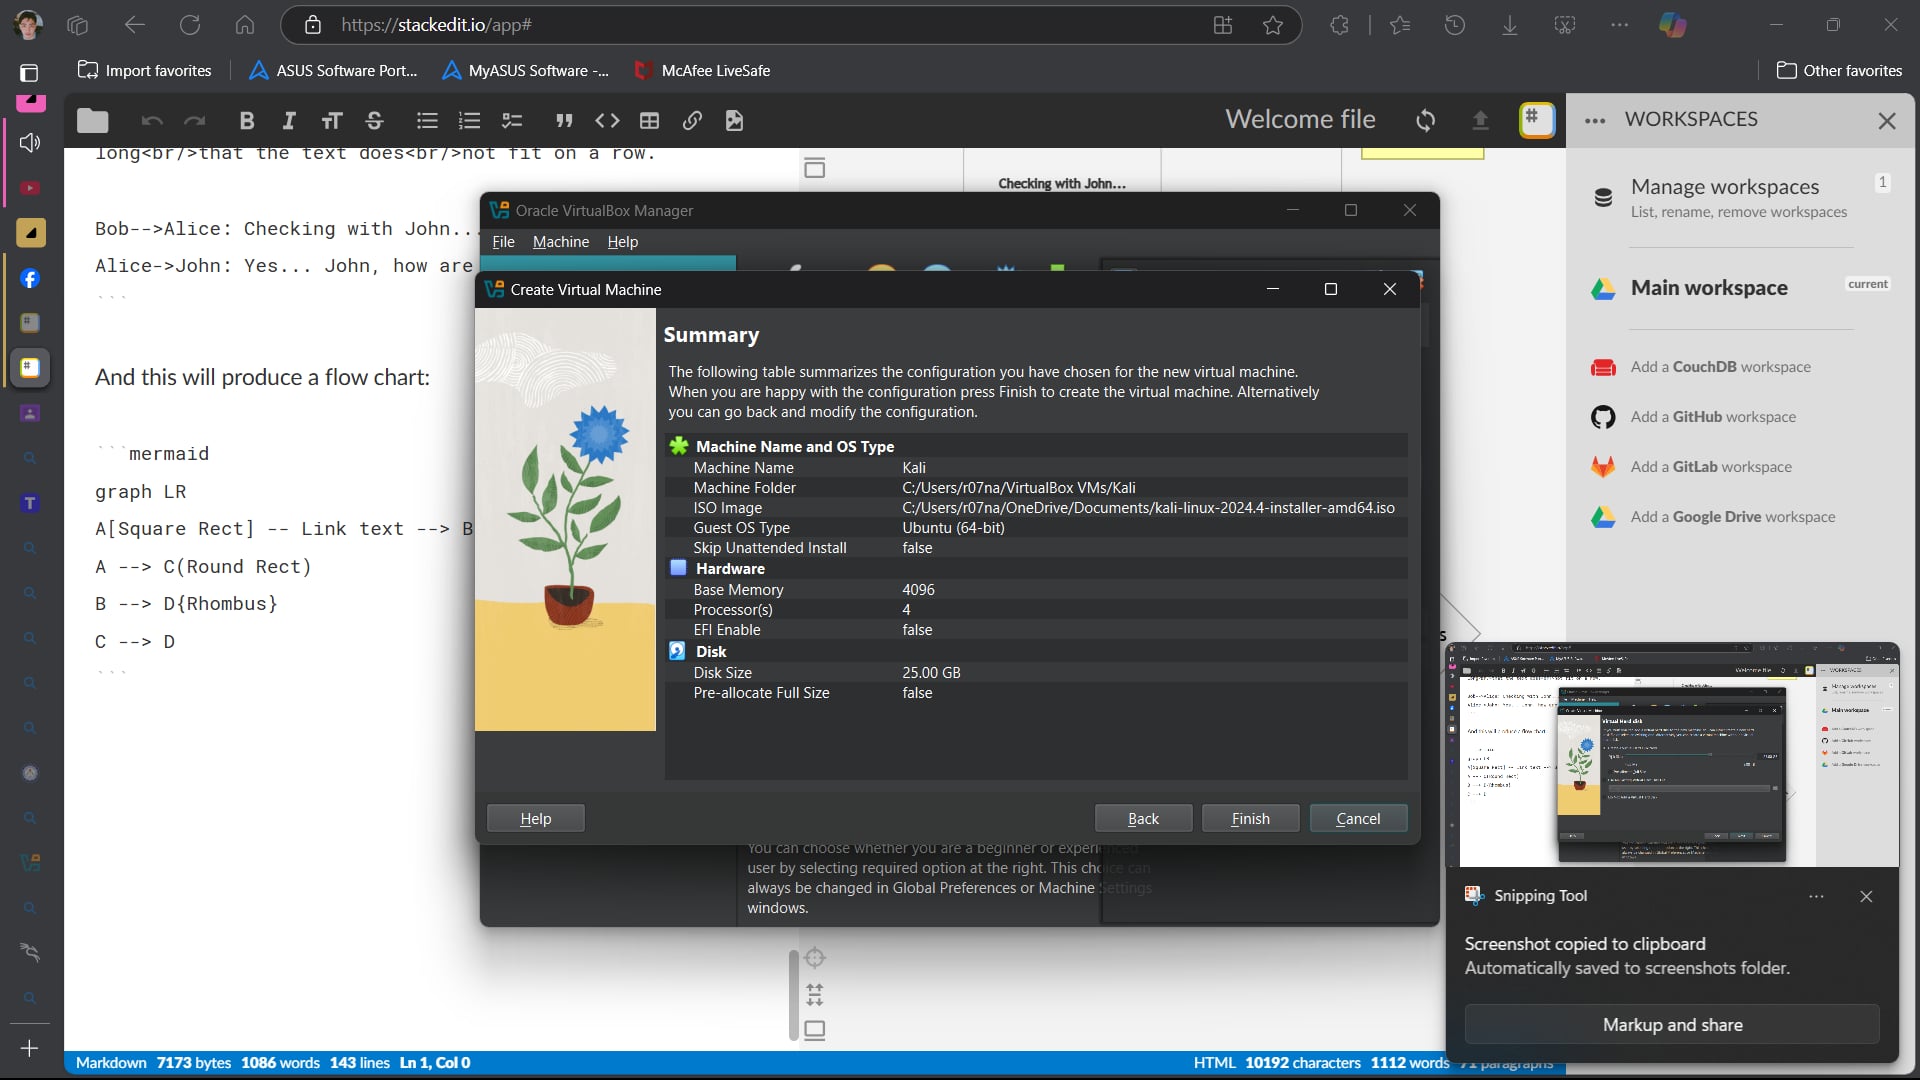 https://stackedit.io/app#
Import favorites
ASUS Software Port...
MyASUS Software -...
McAfee LiveSafe
Other favorites
Welcome file
WORKSPACES
long<br/>that the text does<br/>not fit on a row.
Bob-->Alice: Checking with John...
Alice->John: Yes... John, how are
```
And this will produce a flow chart:
```mermaid
graph LR
A[Square Rect] -- Link text --> B
A --> C(Round Rect)
B --> D{Rhombus}
C --> D
```
Checking with John...
Oracle VirtualBox Manager
File Machine Help
Create Virtual Machine
Summary
The following table summarizes the configuration you have chosen for the new virtual machine.
When you are happy with the configuration press Finish to create the virtual machine. Alternatively
you can go back and modify the configuration.
Machine Name and OS Type
Machine Name Kali
Machine Folder C:/Users/r07na/VirtualBox VMs/Kali
ISO Image C:/Users/r07na/OneDrive/Documents/kali-linux-2024.4-installer-amd64.iso
Guest OS Type Ubuntu (64-bit)
Skip Unattended Install false
Hardware
Base Memory 4096
Processor(s) 4
EFI Enable false
Disk
Disk Size 25.00 GB
Pre-allocate Full Size false
Help
Back
Finish
Cancel
You can choose whether you are a beginner or experienced
user by selecting required option at the right. This choice can
always be changed in Global Preferences or Machine Settings
windows.
Manage workspaces 1
List, rename, remove workspaces
Main workspace current
Add a CouchDB workspace
Add a GitHub workspace
Add a GitLab workspace
Add a Google Drive workspace
Snipping Tool
Screenshot copied to clipboard
Automatically saved to screenshots folder.
Markup and share
Markdown 7173 bytes 1086 words 143 lines Ln 1, Col 0
HTML 10192 characters 1112 words 71 paragraphs